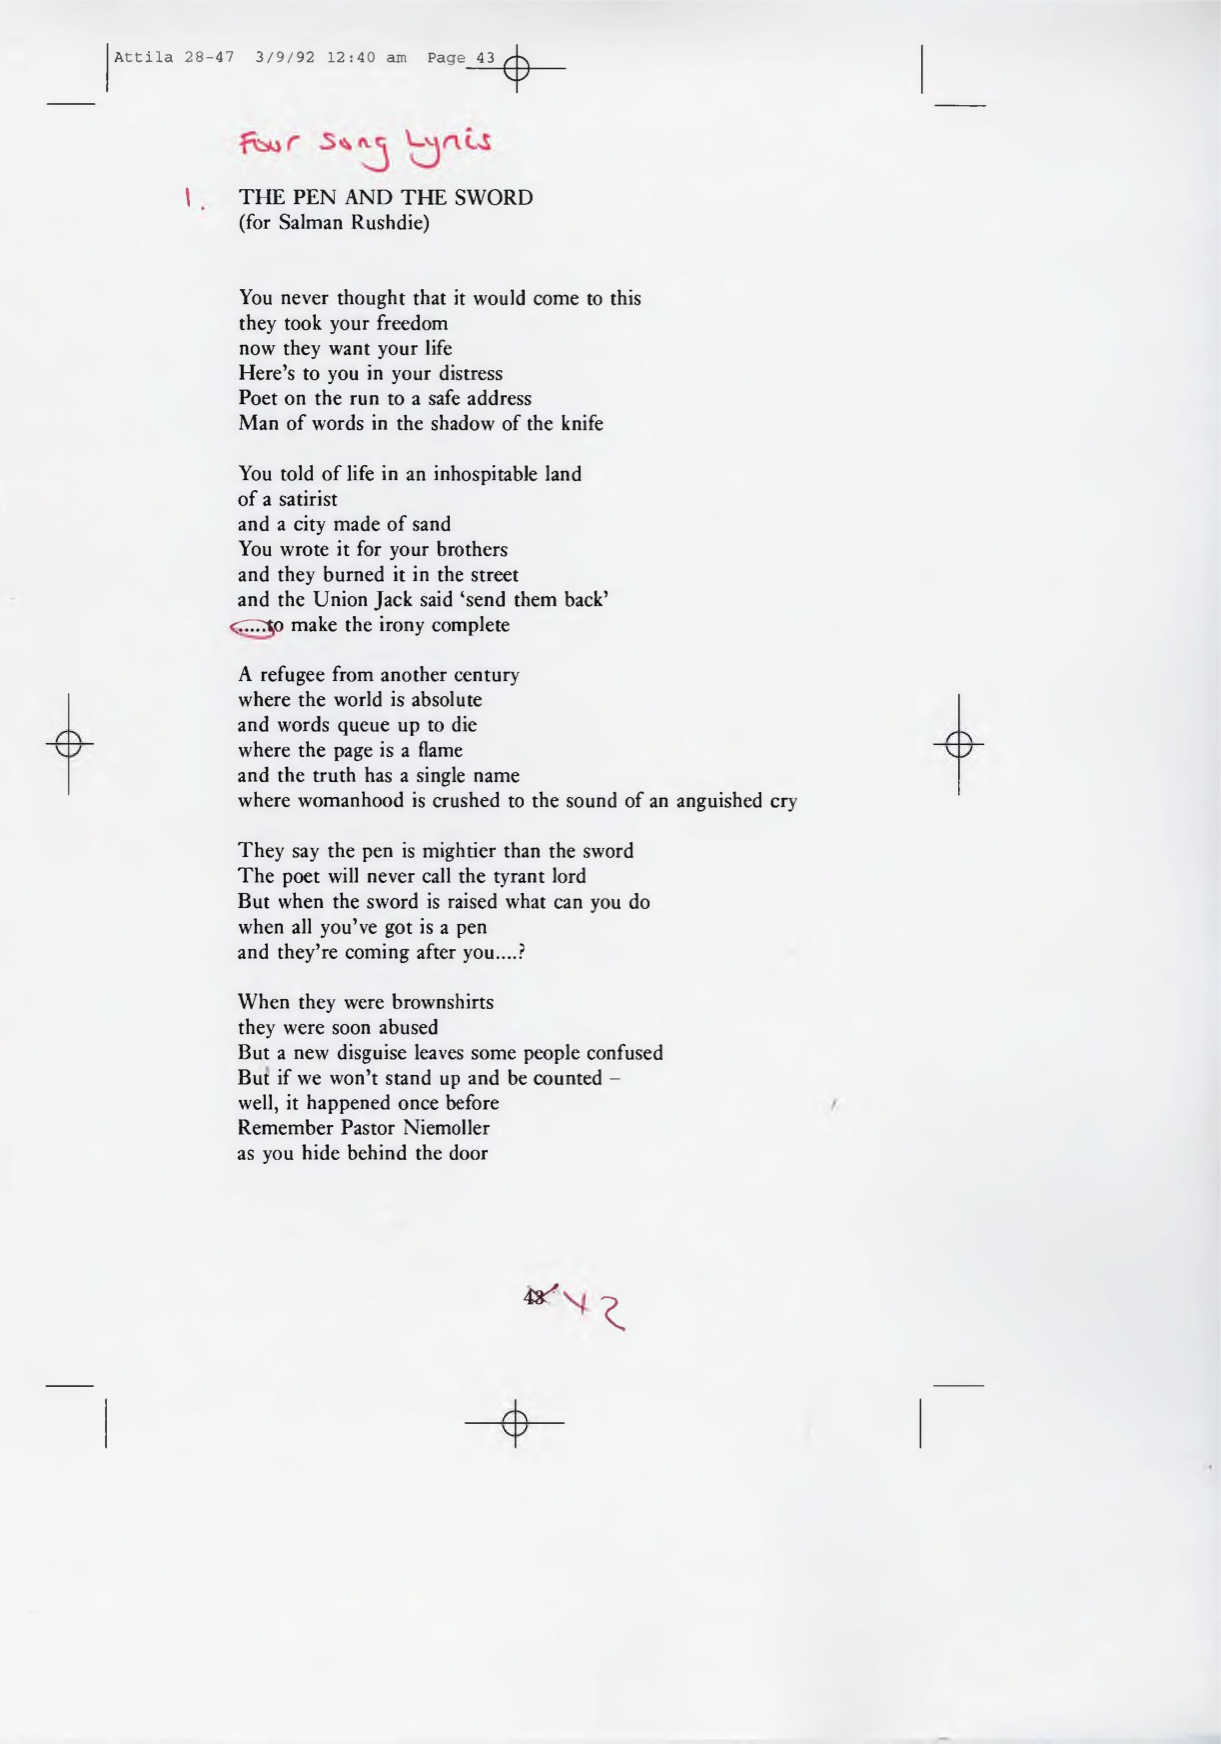 Attila 28-47 3/9/92 12:40 am Page 43
Four Song Lyrics
1.
THE PEN AND THE SWORD
(for Salman Rushdie)
You never thought that it would come to this
they took your freedom
now they want your life
Here's to you in your distress
Poet on the run to a safe address
Man of words in the shadow of the knife
You told of life in an inhospitable land
of a satirist
and a city made of sand
You wrote it for your brothers
and they burned it in the street
and the Union Jack said ‘send them back’
.....to make the irony complete
A refugee from another century
where the world is absolute
and words queue up to die
where the page is a flame
and the truth has a single name
where womanhood is crushed to the sound of an anguished cry
They say the pen is mightier than the sword
The poet will never call the tyrant lord
But when the sword is raised what can you do
when all you've got is a pen
and they're coming after you....?
When they were brownshirts
they were soon abused
But a new disguise leaves some people confused
But if we won't stand up and be counted –
well, it happened once before
Remember Pastor Niemoller
as you hide behind the door
43 42